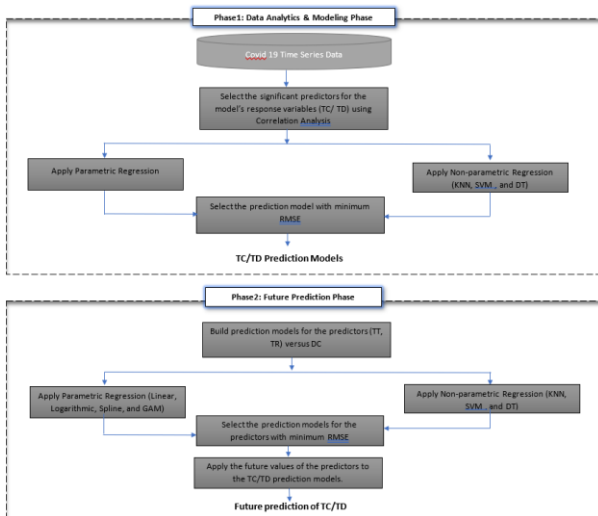 Phase1: Data Analytics & Modeling Phase
Covid 19 Time Series Data
Select the significant predictors for the
model's response variables (TC/ TD) using
Correlation Analysis
Apply Parametric Regression
Apply Non-parametric Regression
(KNN, SVM., and DT)
Select the prediction model with minimum
RMSE
TC/TD Prediction Models
Phase2: Future Prediction Phase
Build prediction models for the predictors (TT,
TR) versus DC
Apply Parametric Regression (Linear,
Logarithmic, Spline, and GAM)
Apply Non-parametric Regression (KNN,
SVM., and DT)
Select the prediction models for the
predictors with minimum RMSE
Apply the future values of the predictors to
the TC/TD prediction models.
Future prediction of TC/TD